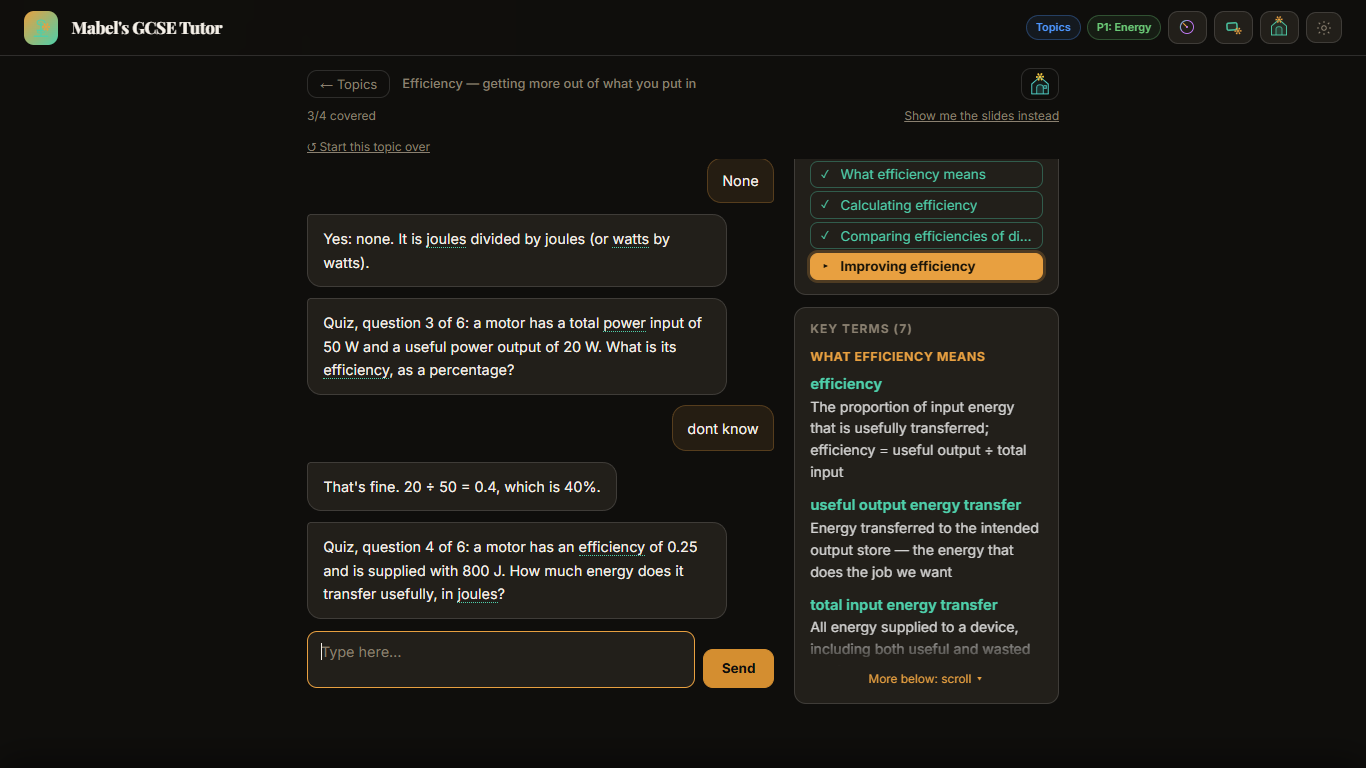 Mabel's GCSE Tutor
Topics
P1: Energy
← Topics
Efficiency — getting more out of what you put in
3/4 covered
Show me the slides instead
↺ Start this topic over
None
Yes: none. It is joules divided by joules (or watts by
watts).
Quiz, question 3 of 6: a motor has a total power input of
50 W and a useful power output of 20 W. What is its
efficiency, as a percentage?
dont know
That's fine. 20 ÷ 50 = 0.4, which is 40%.
Quiz, question 4 of 6: a motor has an efficiency of 0.25
and is supplied with 800 J. How much energy does it
transfer usefully, in joules?
Type here...
Send
✓ What efficiency means
✓ Calculating efficiency
✓ Comparing efficiencies of di...
▸ Improving efficiency
KEY TERMS (7)
WHAT EFFICIENCY MEANS
efficiency
The proportion of input energy
that is usefully transferred;
efficiency = useful output ÷ total
input
useful output energy transfer
Energy transferred to the intended
output store — the energy that
does the job we want
total input energy transfer
All energy supplied to a device,
including both useful and wasted
More below: scroll ▾